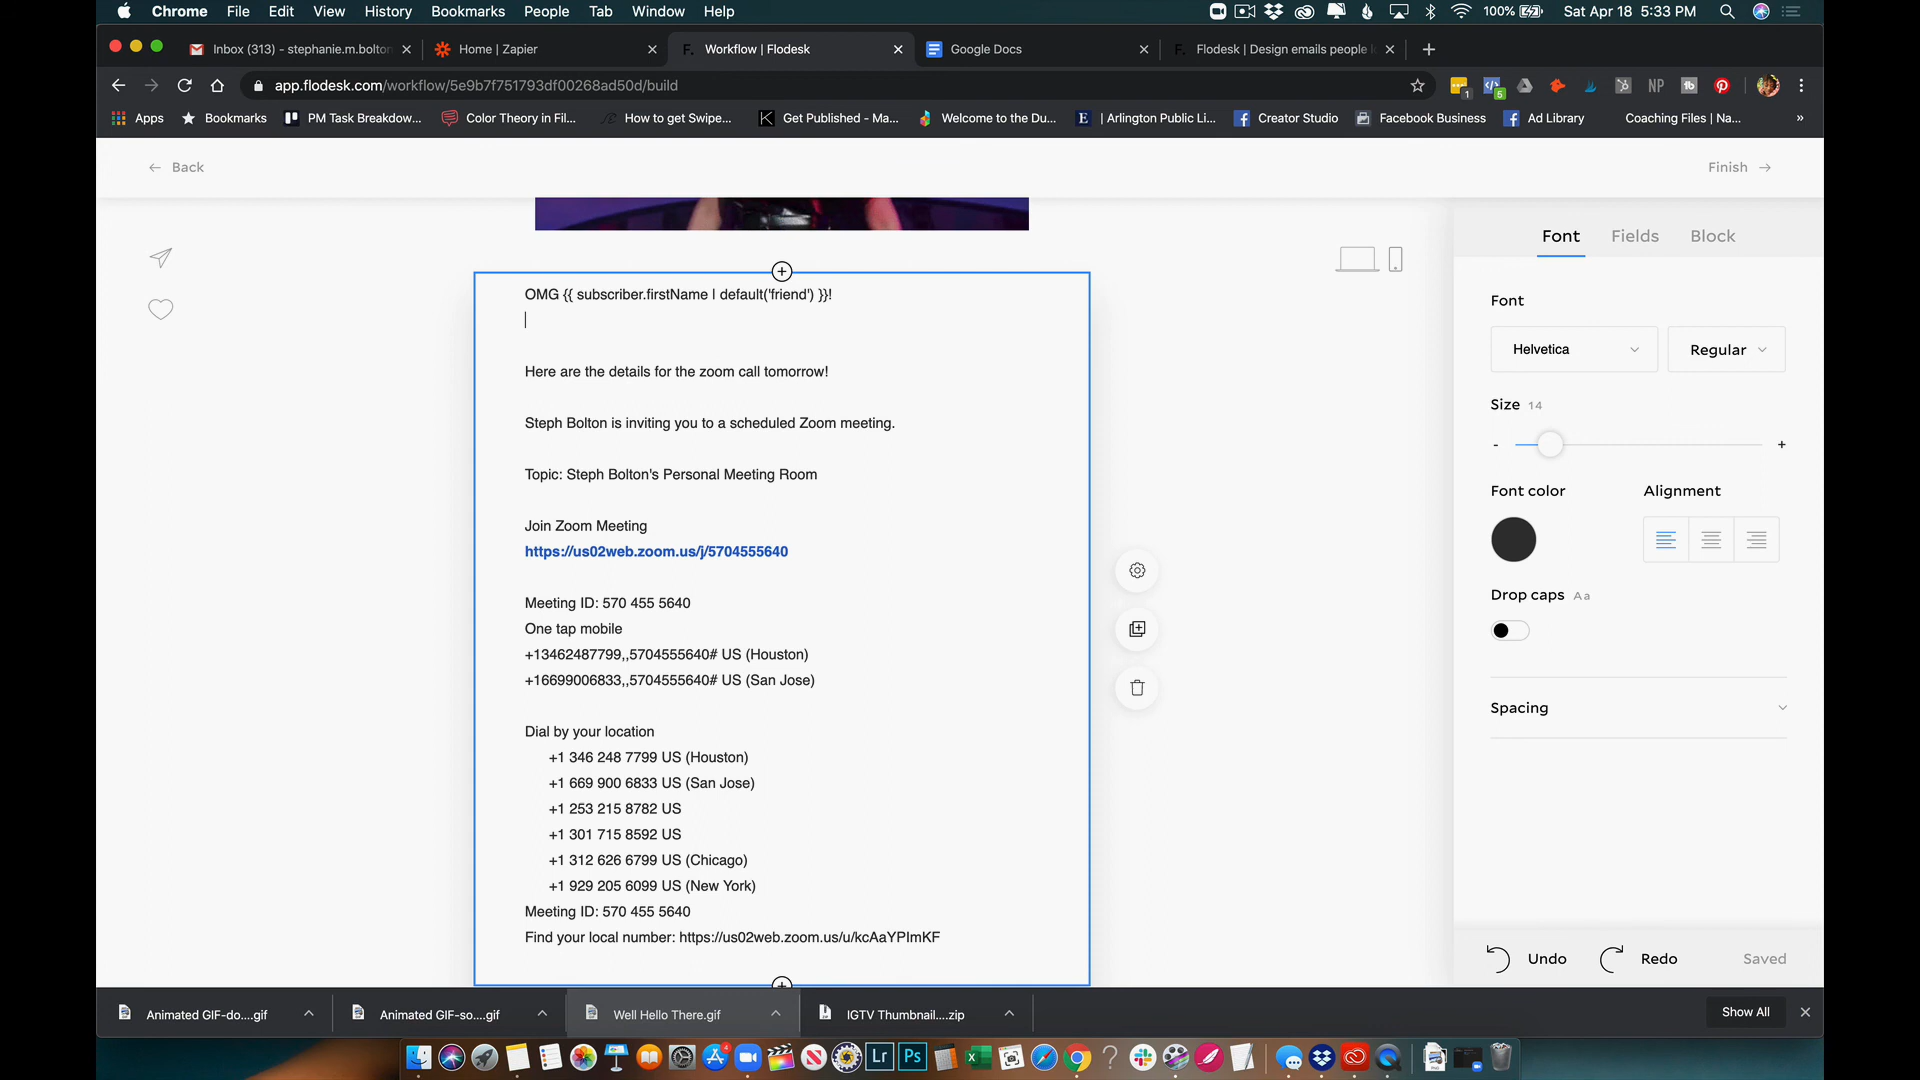 Chrome File Edit View History Bookmarks People Tab Window Help 100% Sat Apr 18 5:33 PM
Inbox (313) - stephanie.m.bolton
Home | Zapier
Workflow | Flodesk
Google Docs
Flodesk | Design emails people l
app.flodesk.com/workflow/5e9b7f751793df00268ad50d/build
1
5
NP
Apps
Bookmarks
PM Task Breakdow...
Color Theory in Fil...
How to get Swipe...
Get Published - Ma...
Welcome to the Du...
| Arlington Public Li...
Creator Studio
Facebook Business
Ad Library
Coaching Files | Na...
»
Back
Finish
Font Fields Block
OMG {{ subscriber.firstName | default('friend') }}!
Here are the details for the zoom call tomorrow!
Steph Bolton is inviting you to a scheduled Zoom meeting.
Topic: Steph Bolton's Personal Meeting Room
Join Zoom Meeting
https://us02web.zoom.us/j/5704555640
Meeting ID: 570 455 5640
One tap mobile
+13462487799,,5704555640# US (Houston)
+16699006833,,5704555640# US (San Jose)
Dial by your location
+1 346 248 7799 US (Houston)
+1 669 900 6833 US (San Jose)
+1 253 215 8782 US
+1 301 715 8592 US
+1 312 626 6799 US (Chicago)
+1 929 205 6099 US (New York)
Meeting ID: 570 455 5640
Find your local number: https://us02web.zoom.us/u/kcAaYPImKF
Font
Helvetica
Regular
Size 14
- +
Font color
Alignment
Drop caps Aa
Spacing
Undo
Redo
Saved
Animated GIF-do....gif
Animated GIF-so....gif
Well Hello There.gif
IGTV Thumbnail....zip
Show All
Lr
Ps